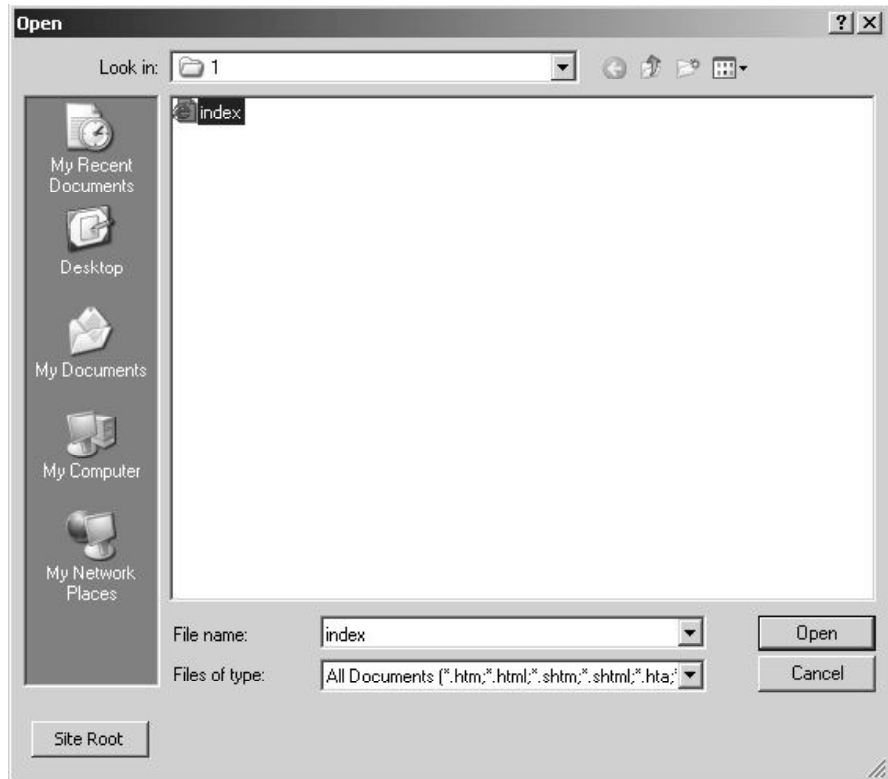 Open
Look in: 1
index
My Recent
Documents
Desktop
My Documents
My Computer
My Network
Places
File name: index Open
Files of type: All Documents (*.htm;*.html;*.shtm;*.shtml;*.hta;* Cancel
Site Root